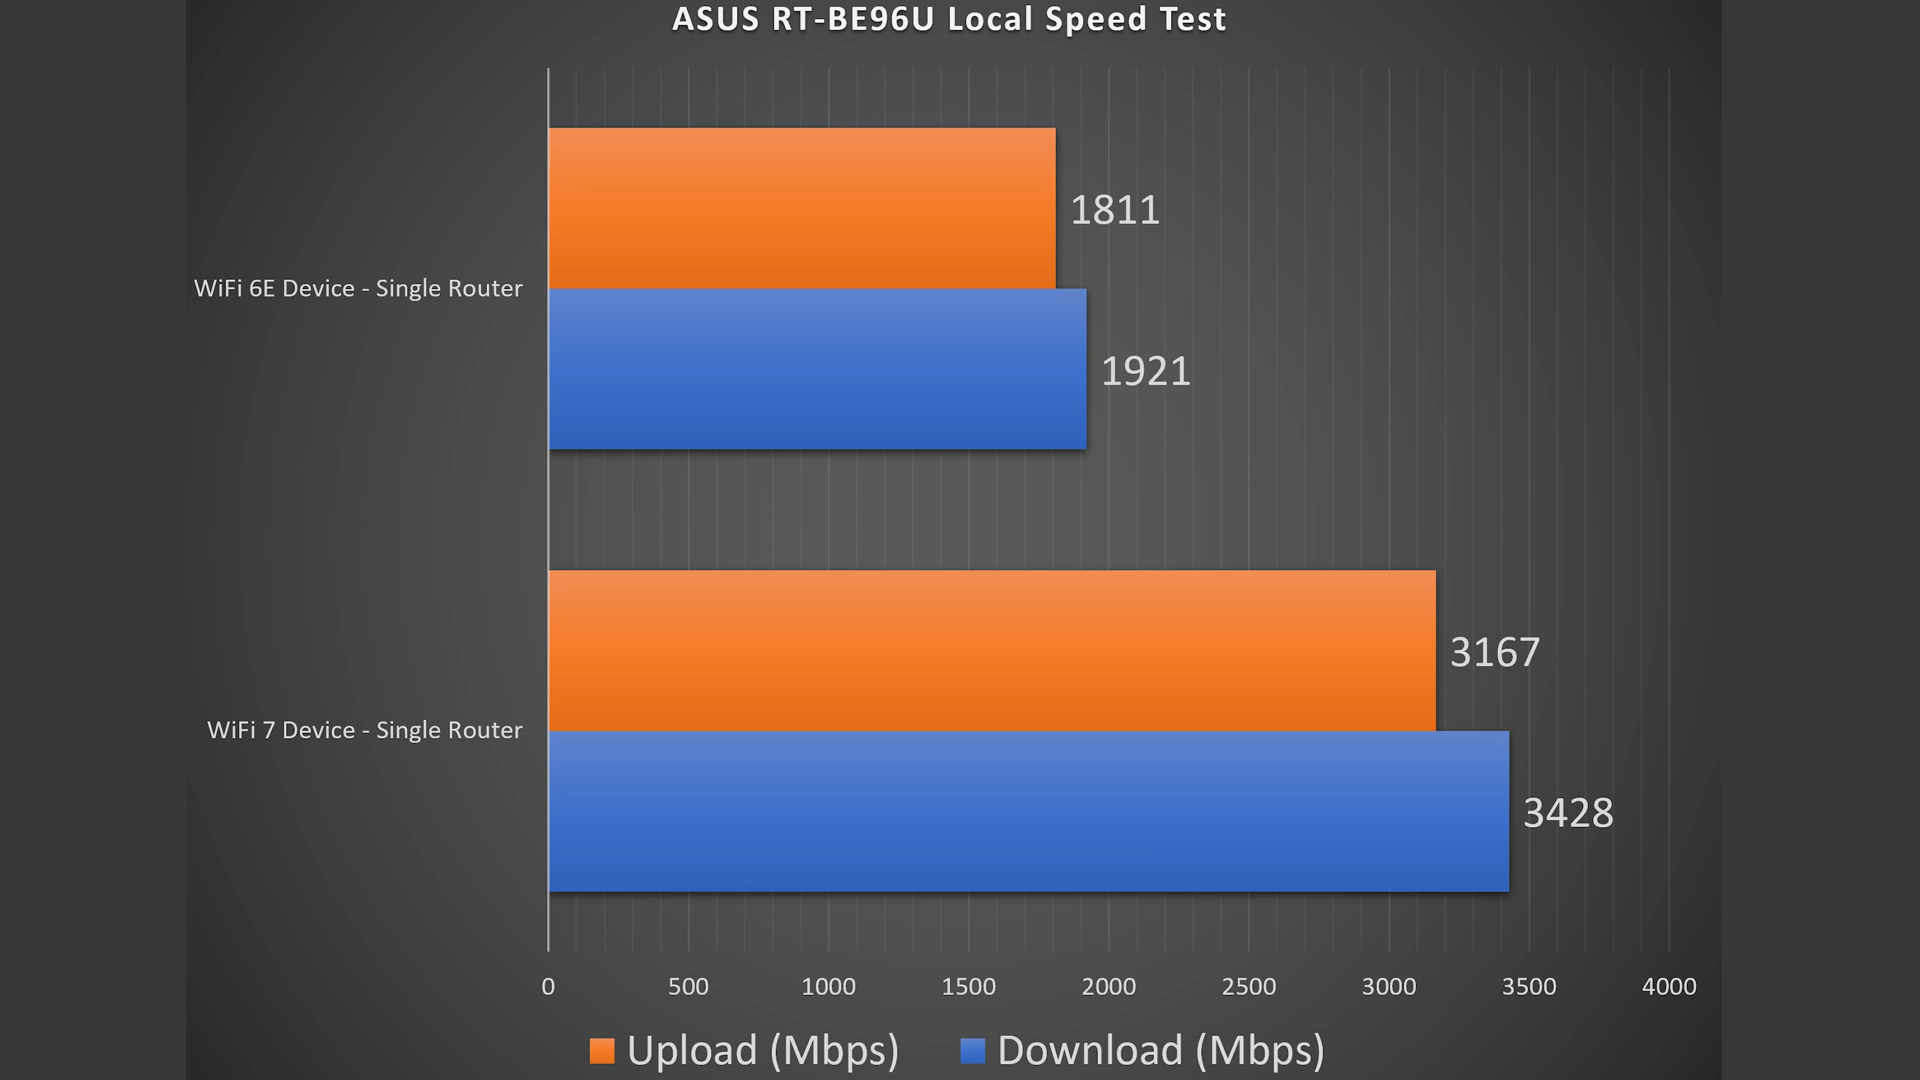 ASUS RT-BE96U Local Speed Test
1811
WiFi 6E Device - Single Router
1921
3167
WiFi 7 Device - Single Router
3428
0 500 1000 1500 2000 2500 3000 3500 4000
Upload (Mbps) Download (Mbps)